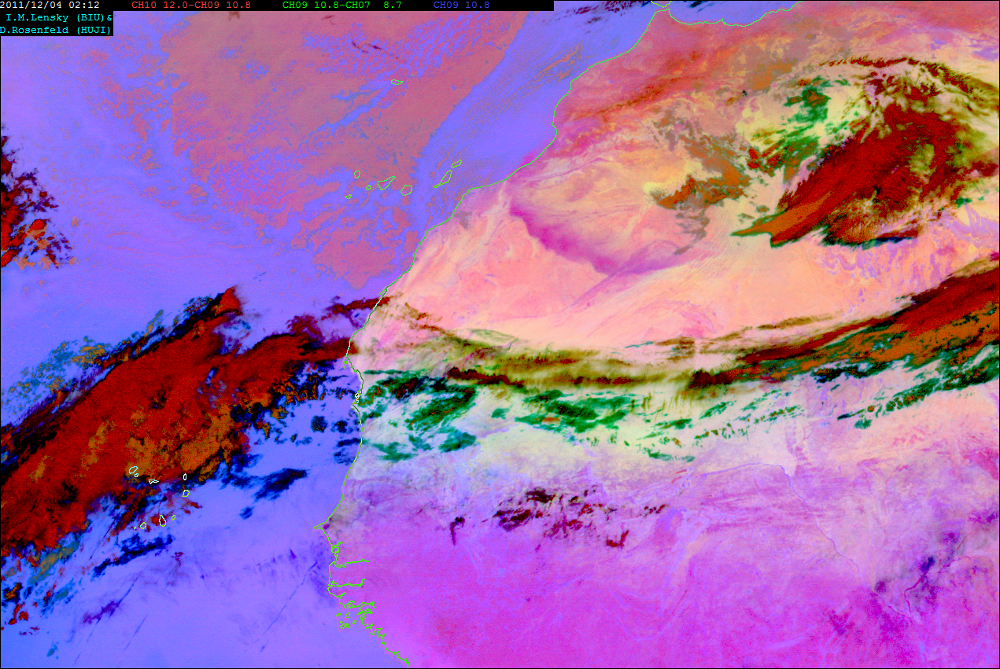 2011/12/04 02:12 CH10 12.0-CH09 10.8 CH09 10.8-CH07 8.7 CH09 10.8
I.M.Lensky (BIU)&
D.Rosenfeld (HUJI)